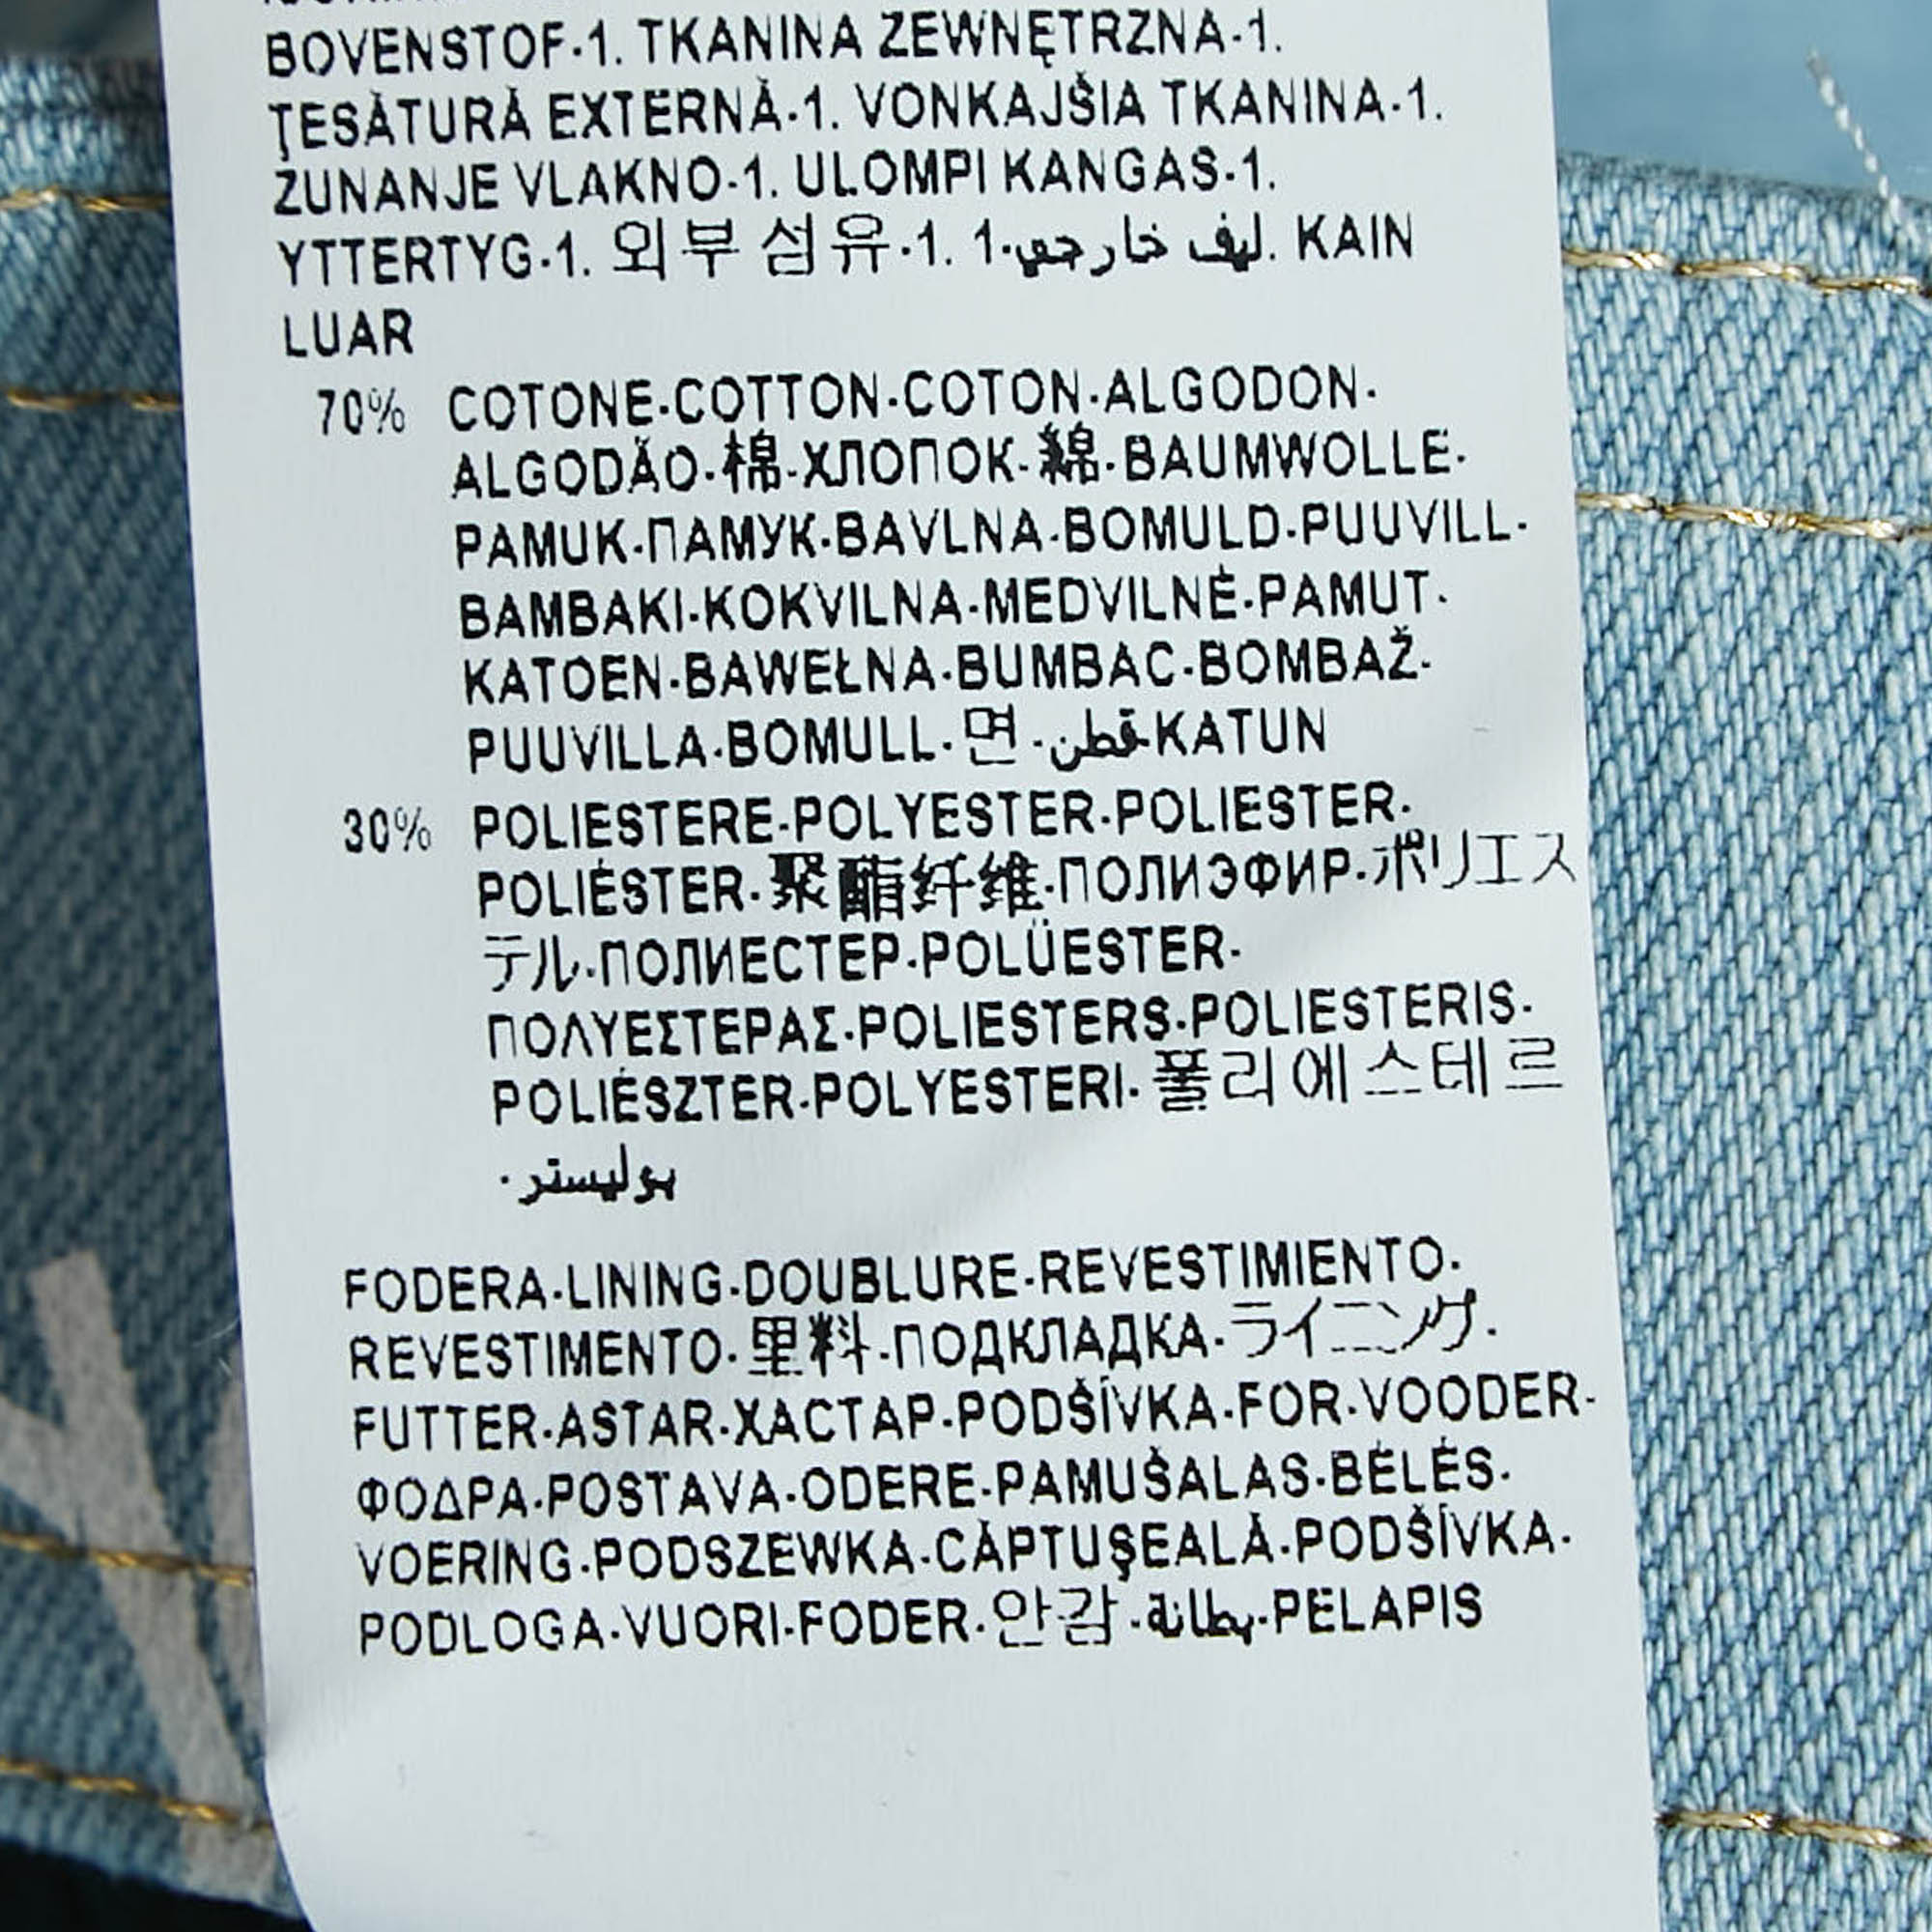 BOVENSTOF-1. TKANINA ZEWNĘTRZNA-1.
ŢESĂTURĂ EXTERNĂ-1. VONKAJŠIA TKANINA-1.
ZUNANJE VLAKNO-1. ULOMPI KANGAS-1.
YTTERTYG-1. 외부 섬유-1. ليف خارجي-1. KAIN
LUAR
70% COTONE-COTTON-COTON-ALGODON-
ALGODÃO-棉-ХЛОПОК-綿-BAUMWOLLE-
PAMUK-ПАМУК-BAVLNA-BOMULD-PUUVILL-
BAMBAKI-KOKVILNA-MEDVILNĖ-PAMUT-
KATOEN-BAWEŁNA-BUMBAC-BOMBAŽ-
PUUVILLA-BOMULL-면-قطن-KATUN
30% POLIESTERE-POLYESTER-POLIESTER-
POLIÉSTER-聚酯纤维-ПОЛИЭФИР-ポリエス
テル-ПОЛИЕСТЕР-POLÜESTER-
ΠΟΛΥΕΣΤΕΡΑΣ-POLIESTERS-POLIESTERIS-
POLIÉSZTER-POLYESTERI-폴리에스테르
-بوليستر
FODERA-LINING-DOUBLURE-REVESTIMIENTO-
REVESTIMENTO-里料-ПОДКЛАДКА-ライニング-
FUTTER-ASTAR-ХАСТАР-PODŠÍVKA-FOR-VOODER-
ΦΟΔΡΑ-POSTAVA-ODERE-PAMUŠALAS-BÉLÉS-
VOERING-PODSZEWKA-CĂPTUŞEALĂ-PODŠÍVKA-
PODLOGA-VUORI-FODER-안감-بطانة-PELAPIS